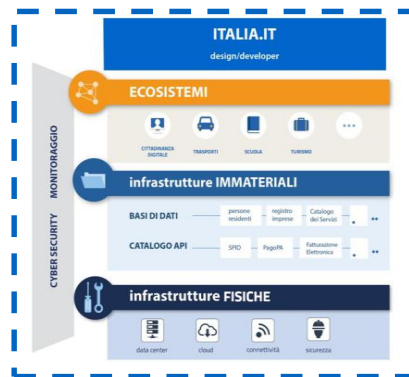 ITALIA.IT
design/developer
MONITORAGGIO
CYBER SECURITY
ECOSISTEMI
CITTADINANZA
DIGITALE
TRASPORTI
SCUOLA
TURISMO
infrastrutture IMMATERIALI
BASI DI DATI
persone
residenti
registro
imprese
Catalogo
dei Servizi
CATALOGO API
SPID
PagoPA
Fatturazione
Elettronica
infrastrutture FISICHE
data center
cloud
connettività
sicurezza